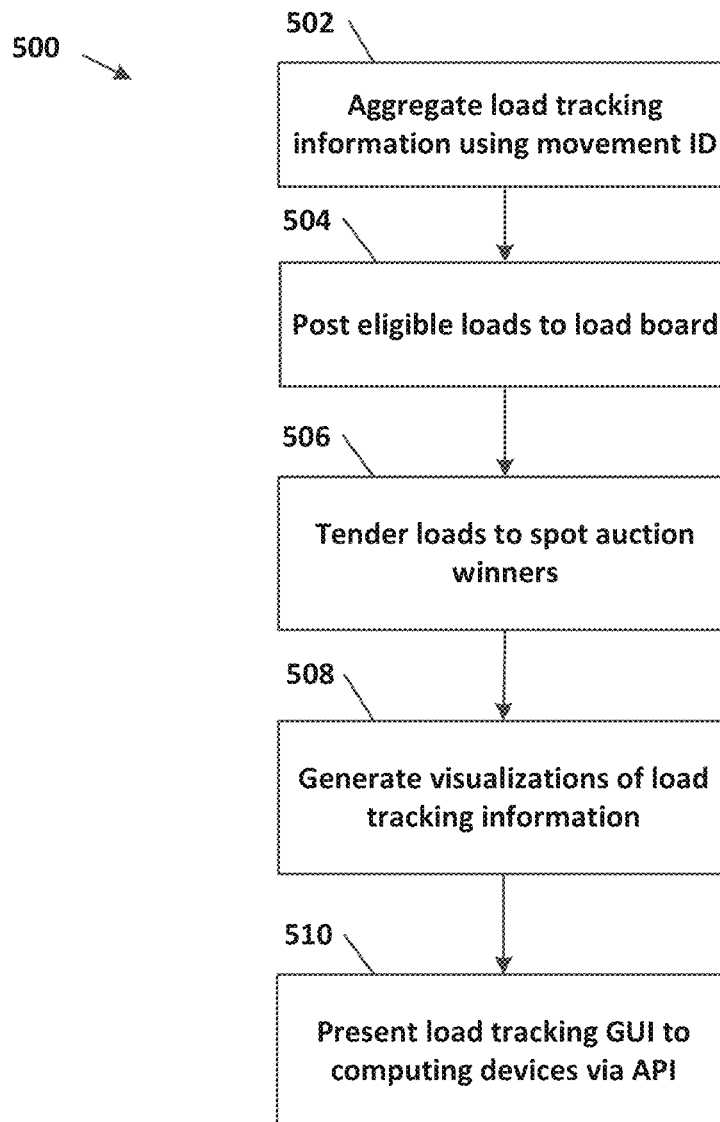 500
502
Aggregate load tracking
information using movement ID
504
Post eligible loads to load board
506
Tender loads to spot auction
winners
508
Generate visualizations of load
tracking information
510
Present load tracking GUI to
computing devices via API